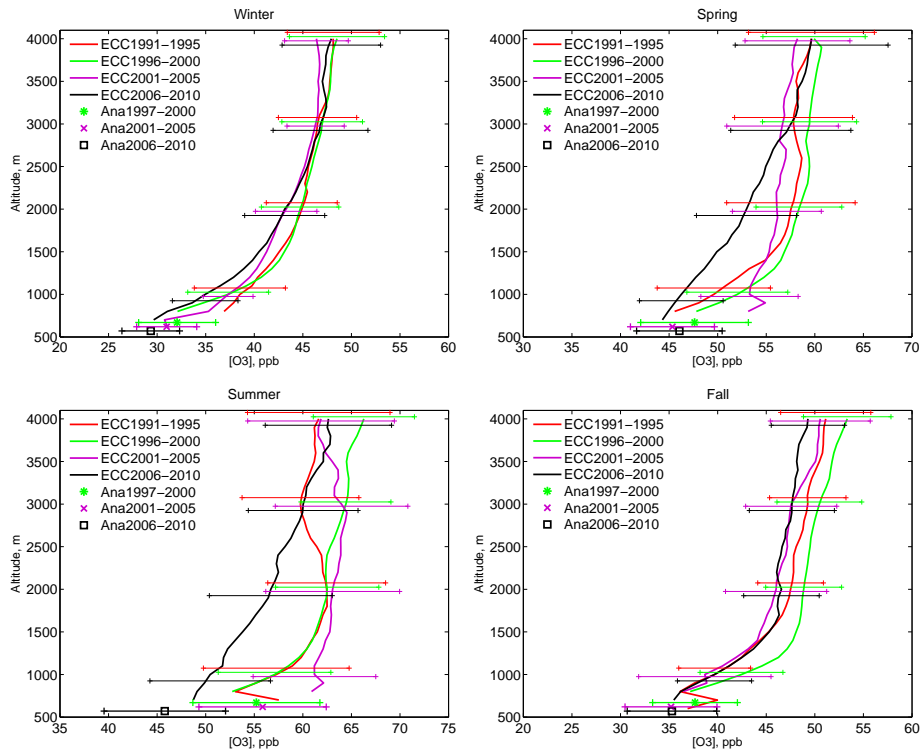 Winter
4000
3500
3000
2500
2000
1500
1000
500
Altitude, m
ECC1991−1995
ECC1996−2000
ECC2001−2005
ECC2006−2010
Ana1997−2000
Ana2001−2005
Ana2006−2010
20 25 30 35 40 45 50 55 60
[O3], ppb
Spring
4000
3500
3000
2500
2000
1500
1000
500
Altitude, m
ECC1991−1995
ECC1996−2000
ECC2001−2005
ECC2006−2010
Ana1997−2000
Ana2001−2005
Ana2006−2010
30 35 40 45 50 55 60 65 70
[O3], ppb
Summer
4000
3500
3000
2500
2000
1500
1000
500
Altitude, m
ECC1991−1995
ECC1996−2000
ECC2001−2005
ECC2006−2010
Ana1997−2000
Ana2001−2005
Ana2006−2010
35 40 45 50 55 60 65 70 75
[O3], ppb
Fall
4000
3500
3000
2500
2000
1500
1000
500
Altitude, m
ECC1991−1995
ECC1996−2000
ECC2001−2005
ECC2006−2010
Ana1997−2000
Ana2001−2005
Ana2006−2010
20 25 30 35 40 45 50 55 60
[O3], ppb